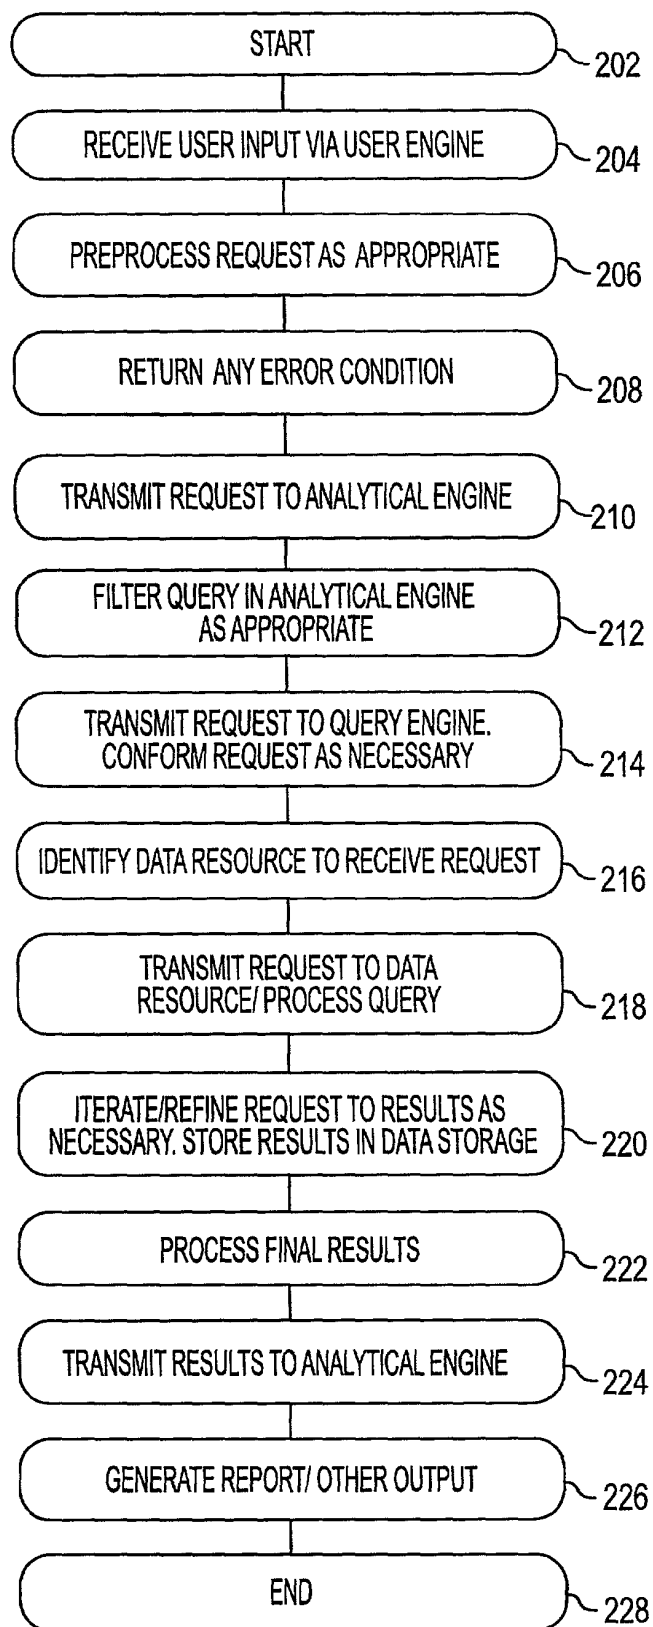 START
202
RECEIVE USER INPUT VIA USER ENGINE
204
PREPROCESS REQUEST AS APPROPRIATE
206
RETURN ANY ERROR CONDITION
208
TRANSMIT REQUEST TO ANALYTICAL ENGINE
210
FILTER QUERY IN ANALYTICAL ENGINE
AS APPROPRIATE
212
TRANSMIT REQUEST TO QUERY ENGINE.
CONFORM REQUEST AS NECESSARY
214
IDENTIFY DATA RESOURCE TO RECEIVE REQUEST
216
TRANSMIT REQUEST TO DATA
RESOURCE/ PROCESS QUERY
218
ITERATE/REFINE REQUEST TO RESULTS AS
NECESSARY. STORE RESULTS IN DATA STORAGE
220
PROCESS FINAL RESULTS
222
TRANSMIT RESULTS TO ANALYTICAL ENGINE
224
GENERATE REPORT/ OTHER OUTPUT
226
END
228